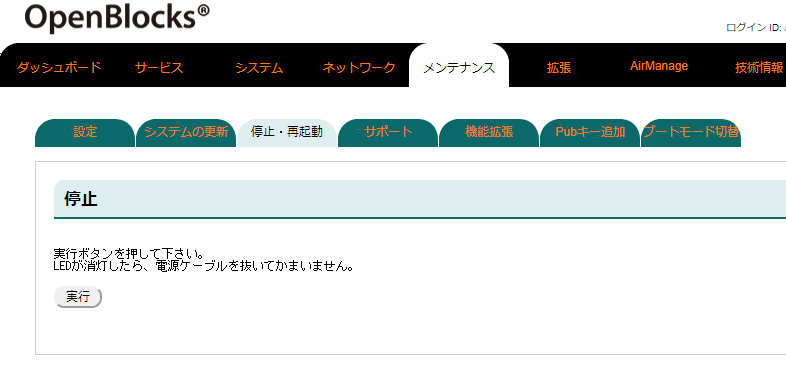 OpenBlocks®
ログイン ID:
ダッシュボード サービス システム ネットワーク メンテナンス 拡張 AirManage 技術情報
設定 システムの更新 停止・再起動 サポート 機能拡張 Pubキー追加 ブートモード切替
停止
実行ボタンを押して下さい。
LEDが消灯したら、電源ケーブルを抜いてかまいません。
実行